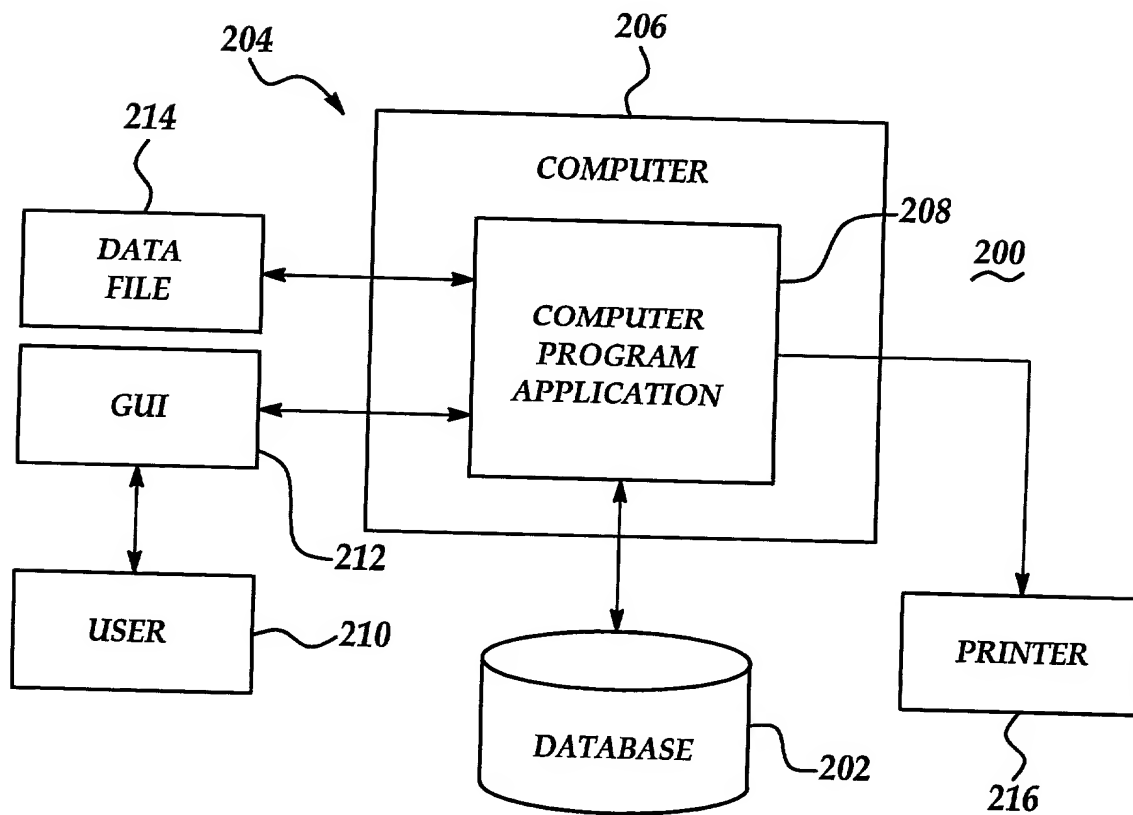 204
206
214
COMPUTER
208
DATA
FILE
200
COMPUTER
PROGRAM
APPLICATION
GUI
212
USER
210
PRINTER
DATABASE
202
216